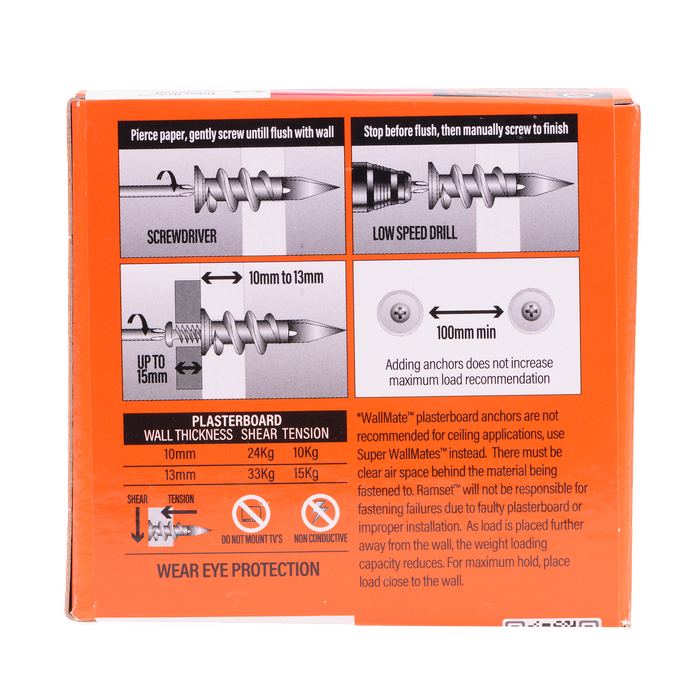 Pierce paper, gently screw untill flush with wall
SCREWDRIVER
Stop before flush, then manually screw to finish
LOW SPEED DRILL
10mm to 13mm
UP TO
15mm
100mm min
Adding anchors does not increase
maximum load recommendation
PLASTERBOARD
WALL THICKNESS SHEAR TENSION
10mm 24Kg 10Kg
13mm 33Kg 15Kg
SHEAR TENSION
DO NOT MOUNT TV'S
NON CONDUCTIVE
WEAR EYE PROTECTION
*WallMate™ plasterboard anchors are not
recommended for ceiling applications, use
Super WallMates™ instead. There must be
clear air space behind the material being
fastened to. Ramset™ will not be responsible for
fastening failures due to faulty plasterboard or
improper installation. As load is placed further
away from the wall, the weight loading
capacity reduces. For maximum hold, place
load close to the wall.